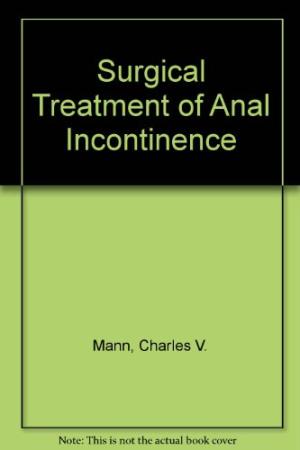 Surgical
Treatment of Anal
Incontinence
Mann, Charles V.
Note: This is not the actual book cover